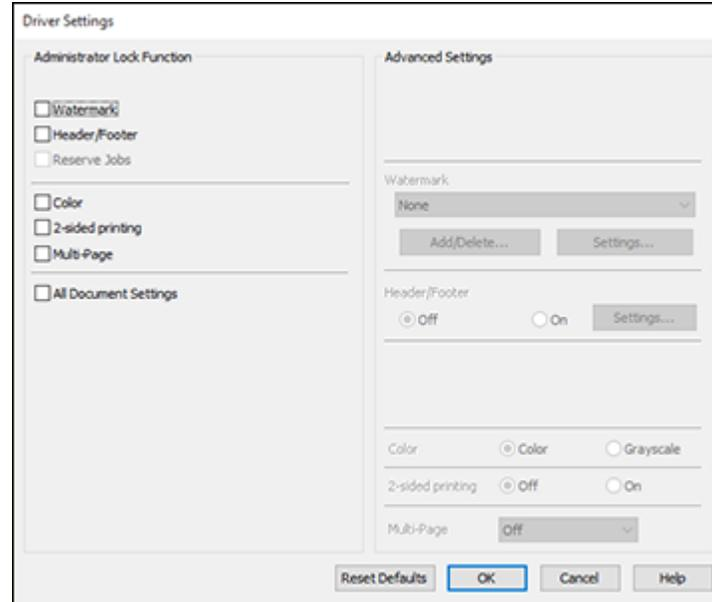 Driver Settings
Administrator Lock Function
Watermark
Header/Footer
Reserve Jobs
Color
2-sided printing
Multi-Page
All Document Settings
Advanced Settings
Watermark
None
Add/Delete... Settings...
Header/Footer
Off On Settings...
Color Color Grayscale
2-sided printing Off On
Multi-Page Off
Reset Defaults OK Cancel Help